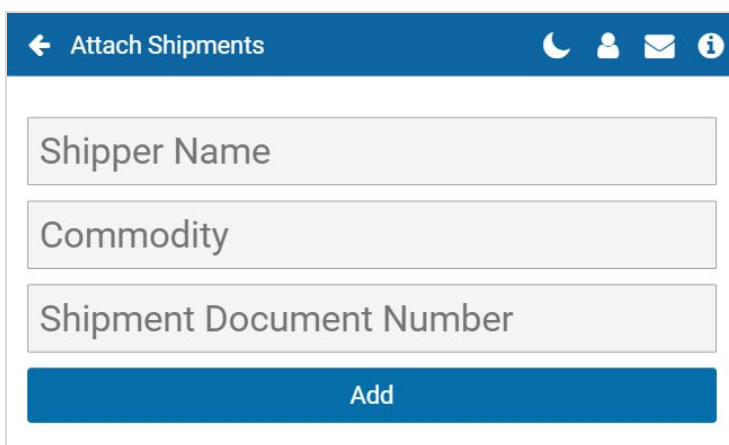 Attach Shipments
Shipper Name
Commodity
Shipment Document Number
Add